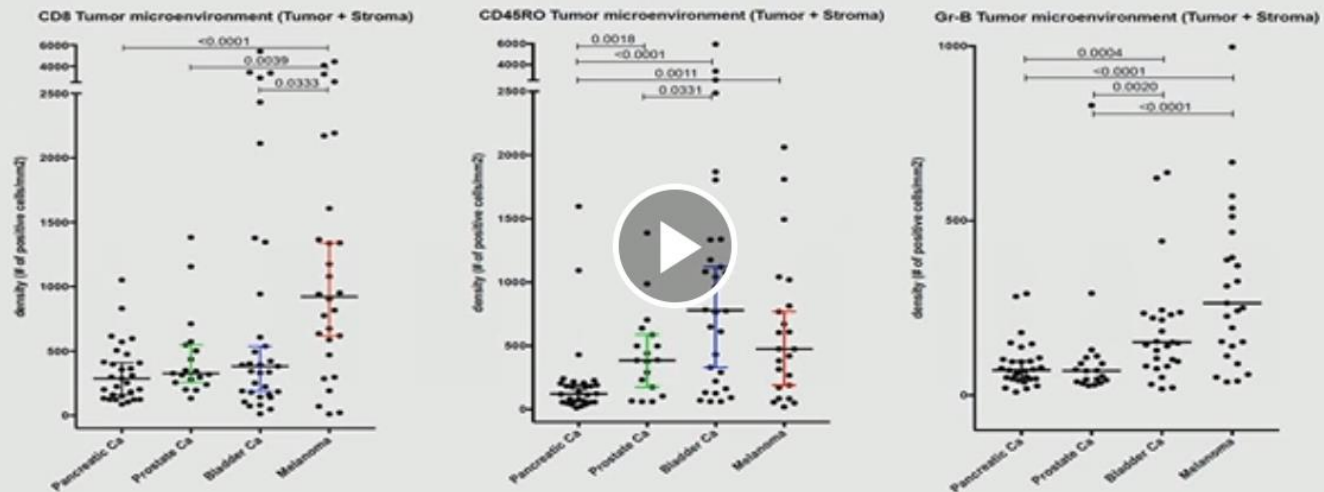 CD8 Tumor microenvironment (Tumor + Stroma)
6000
4000
2500
2000
1500
1000
500
0
<0.0001
0.0039
0.0333
density (# of positive cells/mm2)
Pancreatic Ca
Prostate Ca
Bladder Ca
Melanoma
CD45RO Tumor microenvironment (Tumor + Stroma)
6000
4000
2500
2000
1500
1000
500
0
0.0018
<0.0001
0.0011
0.0331
density (# of positive cells/mm2)
Pancreatic Ca
Prostate Ca
Bladder Ca
Melanoma
Gr-B Tumor microenvironment (Tumor + Stroma)
1000
500
0
0.0004
<0.0001
0.0020
<0.0001
density (# of positive cells/mm2)
Pancreatic Ca
Prostate Ca
Bladder Ca
Melanoma